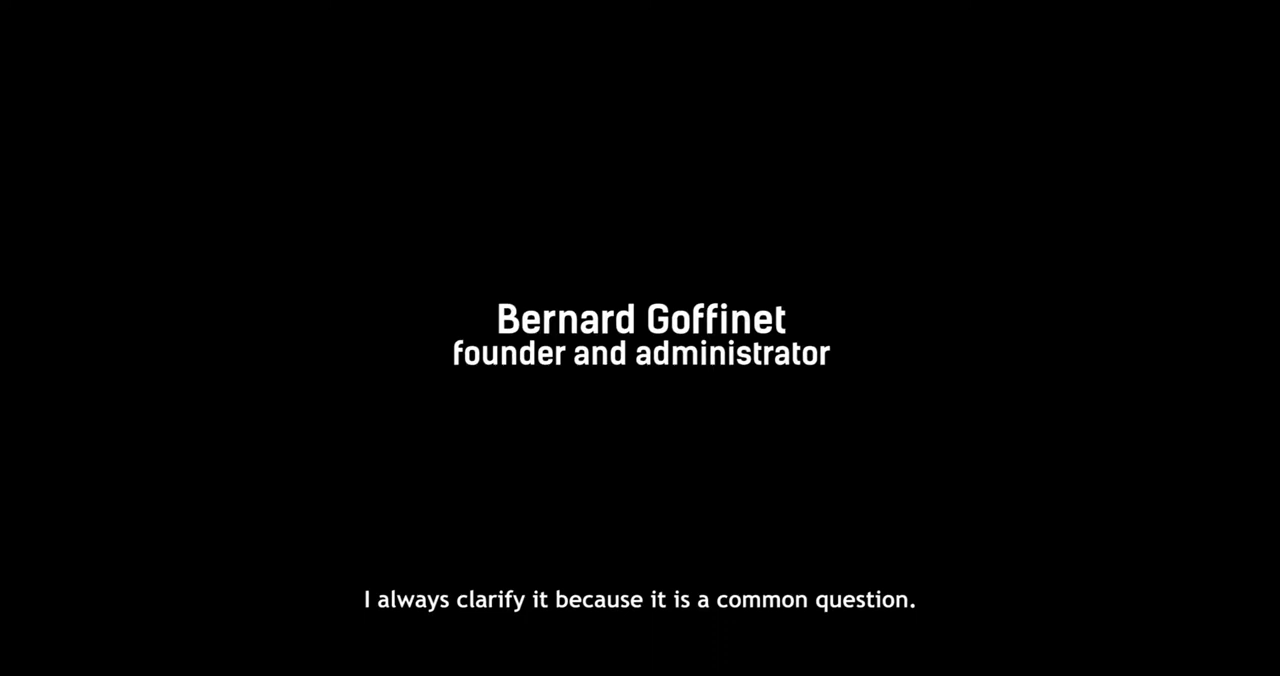 Bernard Goffinet
founder and administrator
I always clarify it because it is a common question.